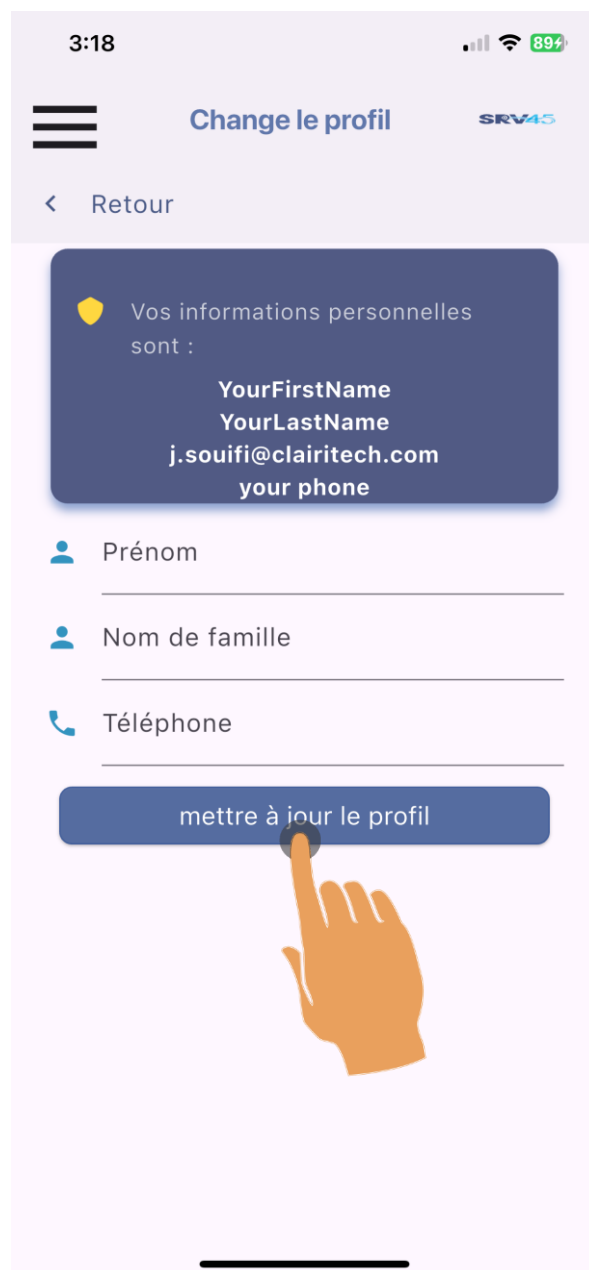 3:18
89
Change le profil
SRV45
Retour
Vos informations personnelles
sont :
YourFirstName
YourLastName
j.souifi@clairitech.com
your phone
Prénom
Nom de famille
Téléphone
mettre à jour le profil